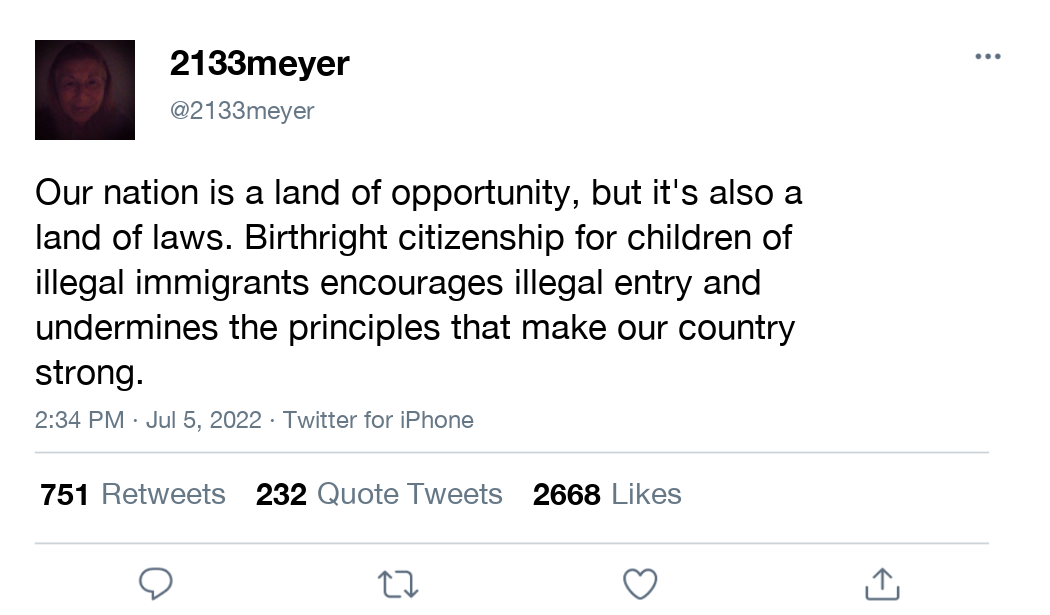 2133meyer
@2133meyer
Our nation is a land of opportunity, but it's also a
land of laws. Birthright citizenship for children of
illegal immigrants encourages illegal entry and
undermines the principles that make our country
strong.
2:34 PM · Jul 5, 2022 · Twitter for iPhone
751 Retweets 232 Quote Tweets 2668 Likes